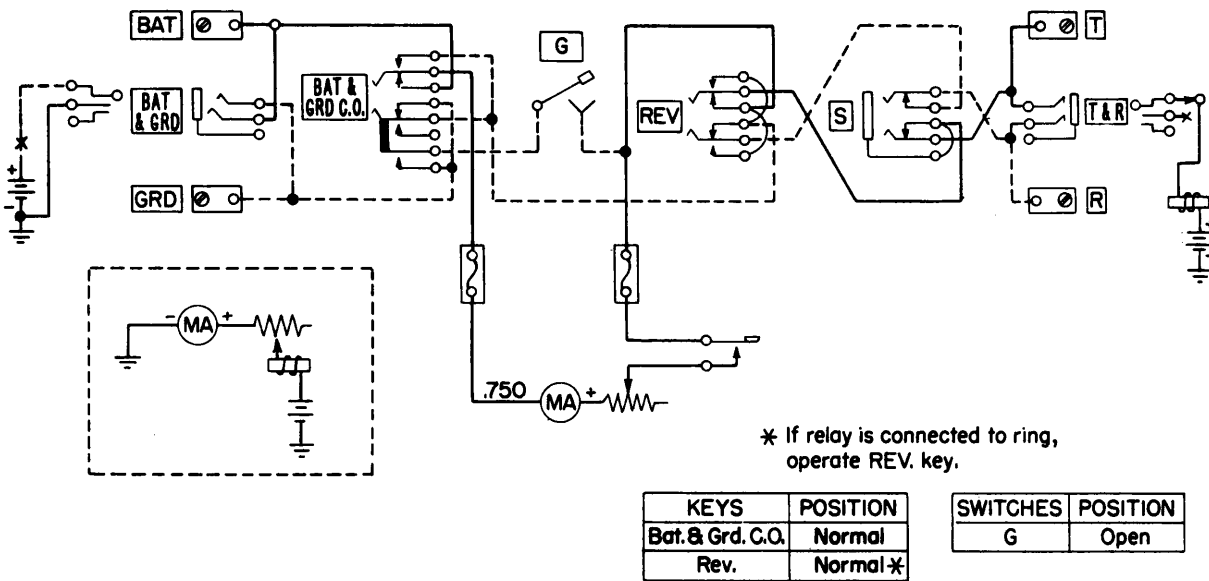 BAT
G
T
BAT
& GRD
BAT &
GRD C.O.
REV
S
T & R
GRD
R
+
-
- MA +
.750 MA +
* If relay is connected to ring,
operate REV. key.
KEYS POSITION
Bat. & Grd. C.O. Normal
Rev. Normal *
SWITCHES POSITION
G Open